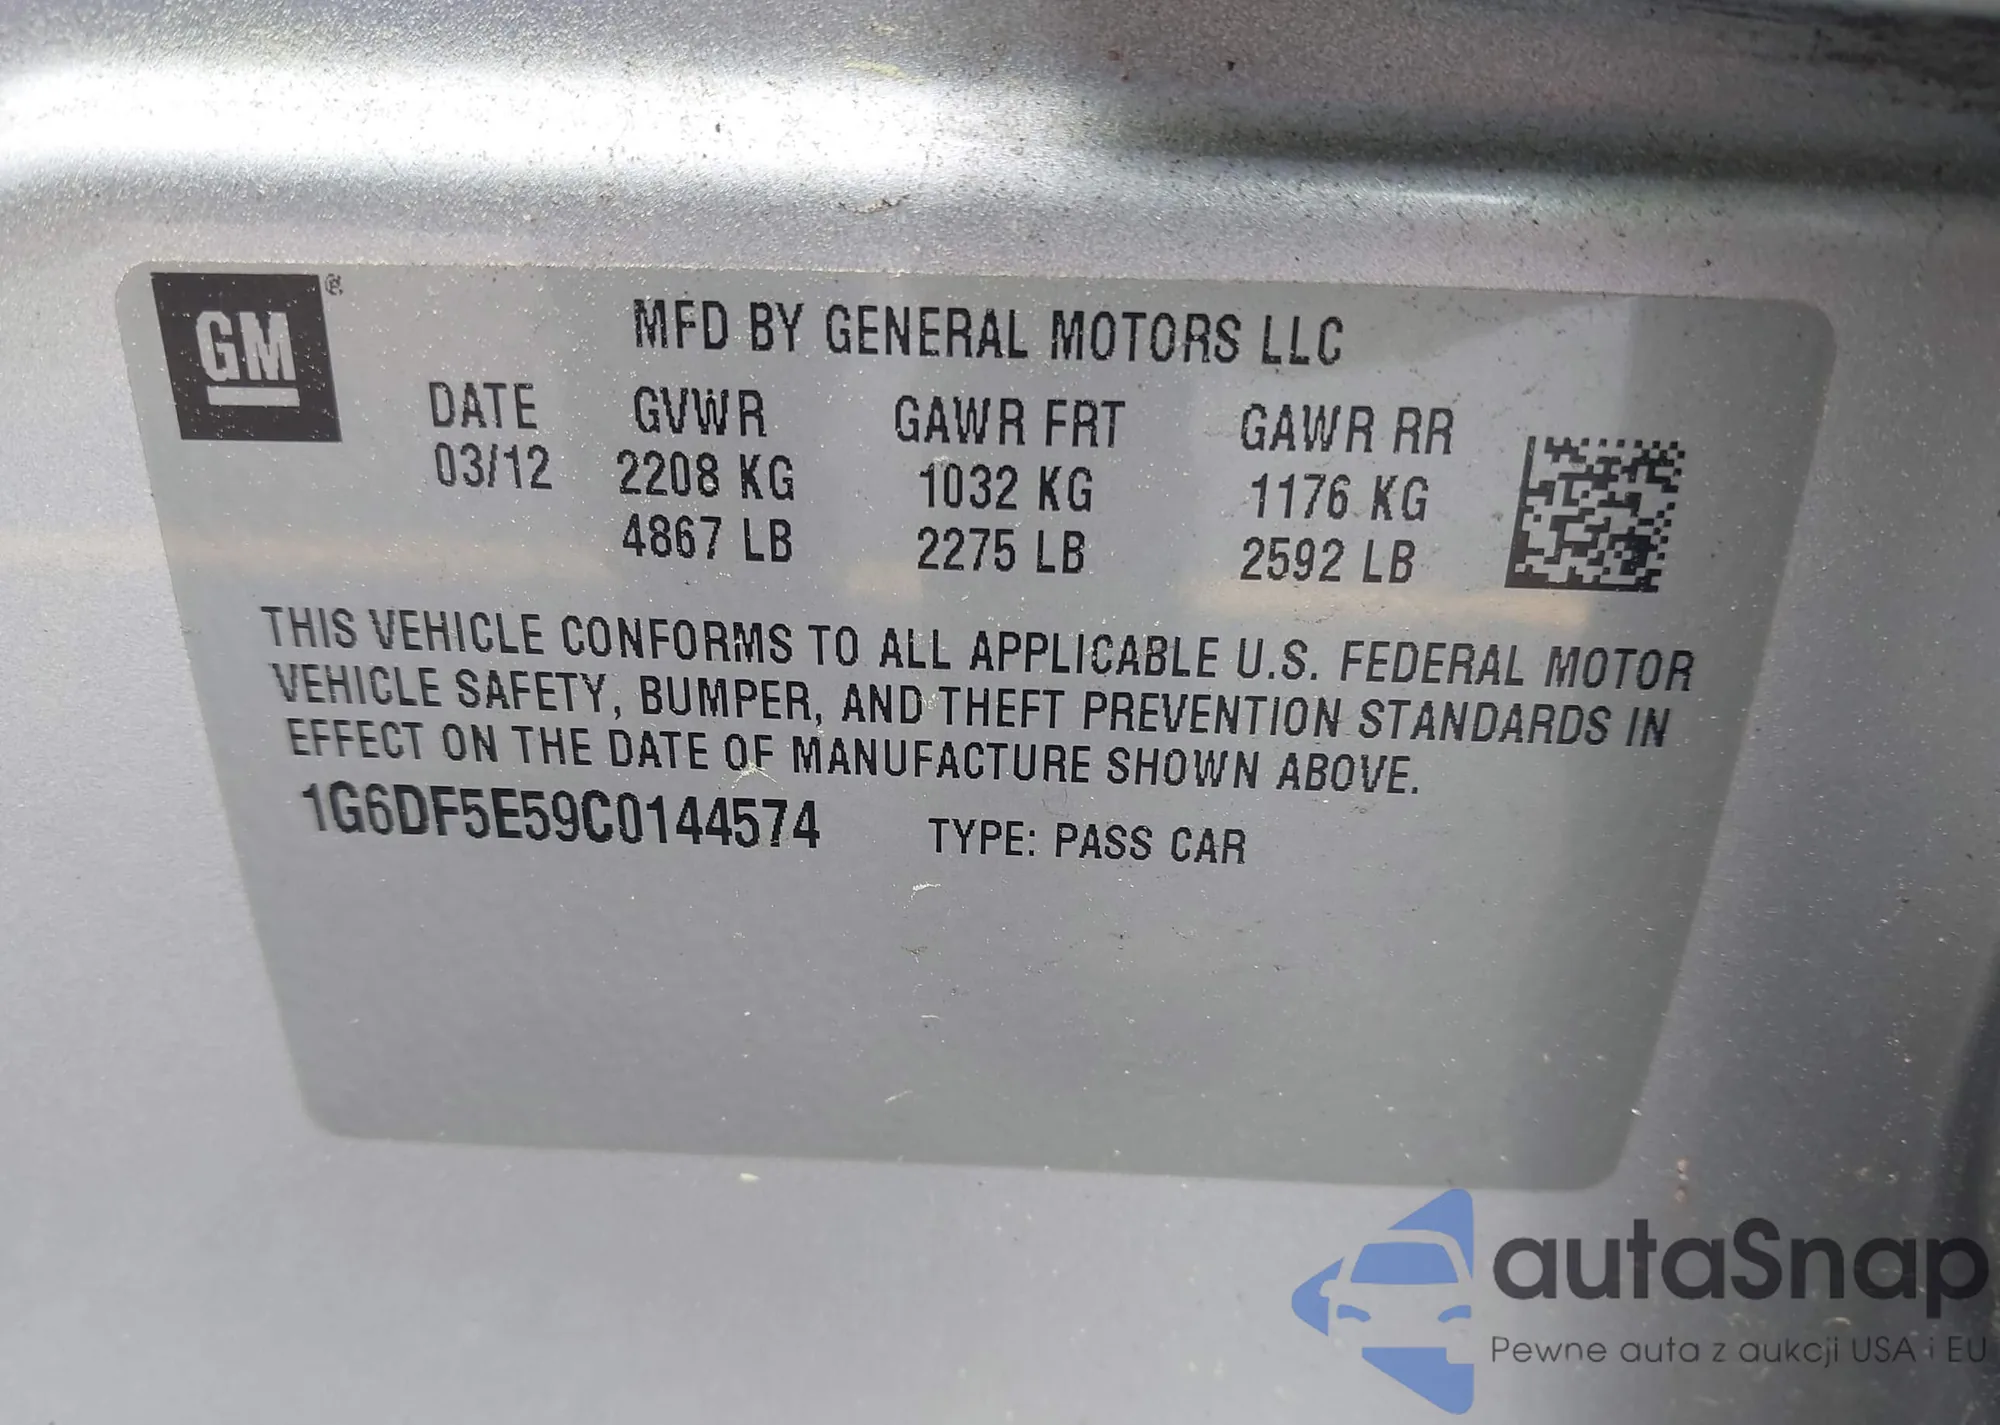 GM ®
MFD BY GENERAL MOTORS LLC
DATE GVWR GAWR FRT GAWR RR
03/12 2208 KG 1032 KG 1176 KG
4867 LB 2275 LB 2592 LB
THIS VEHICLE CONFORMS TO ALL APPLICABLE U.S. FEDERAL MOTOR
VEHICLE SAFETY, BUMPER, AND THEFT PREVENTION STANDARDS IN
EFFECT ON THE DATE OF MANUFACTURE SHOWN ABOVE.
1G6DF5E59C0144574 TYPE: PASS CAR
autaSnap
Pewne auta z aukcji USA i EU